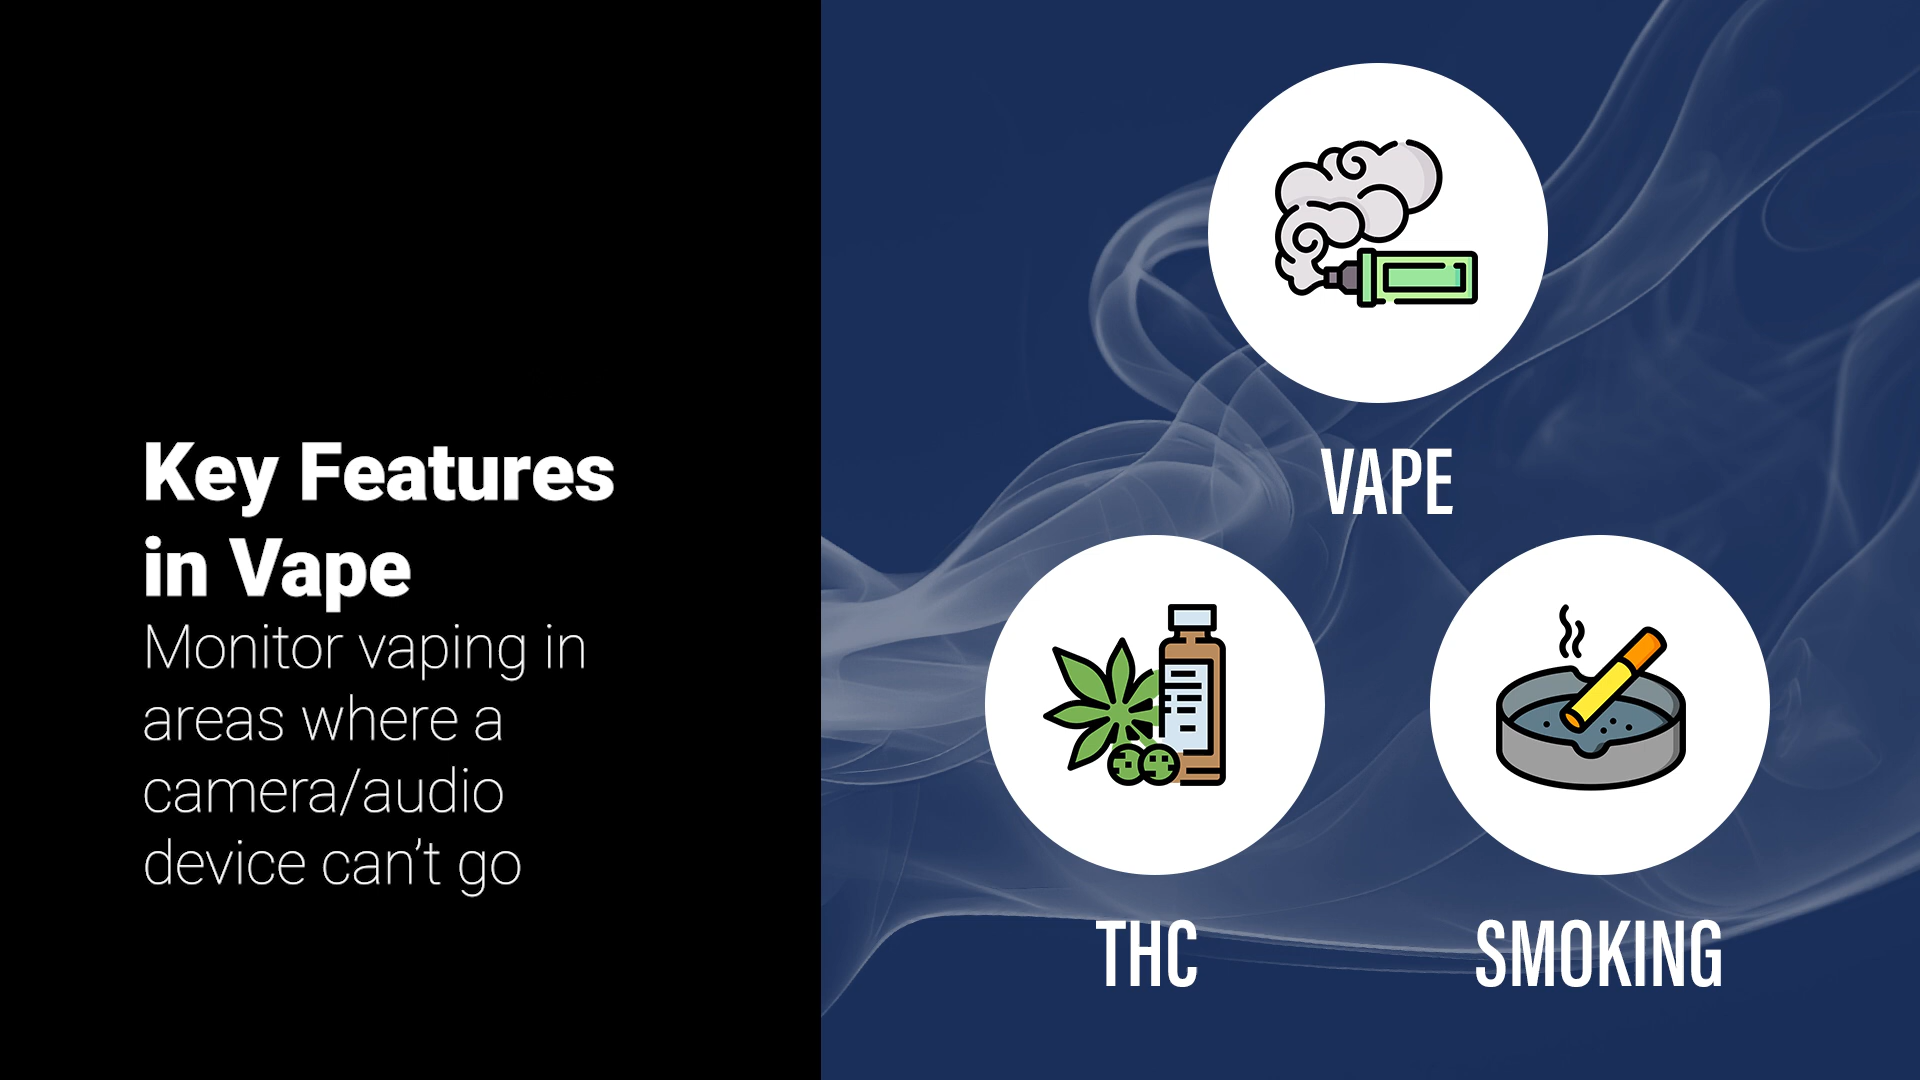 Key Features
in Vape
Monitor vaping in
areas where a
camera/audio
device can’t go
VAPE
THC
SMOKING